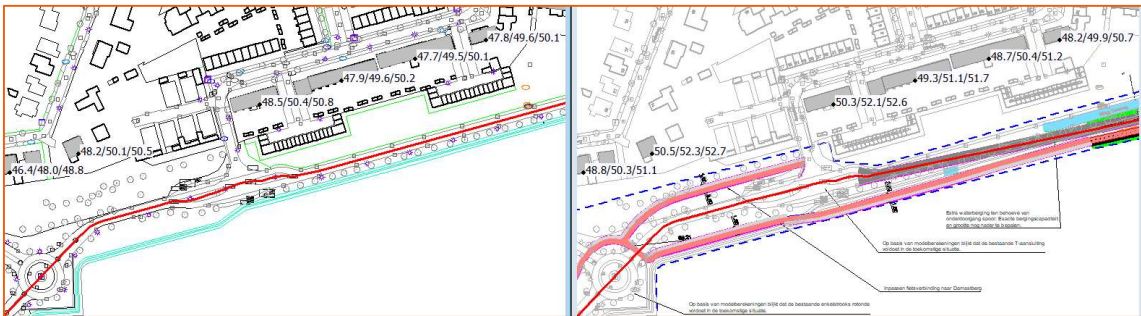 47.8/49.6/50.1
47.7/49.5/50.1
47.9/49.6/50.2
48.5/50.4/50.8
48.2/50.1/50.5
46.4/48.0/48.8
48.2/49.9/50.7
48.7/50.4/51.2
49.3/51.1/51.7
50.3/52.1/52.6
50.5/52.3/52.7
48.8/50.3/51.1
Extra waterberging ten behoeve van
onderdoorgang spoor. Exacte bergingscapaciteit
en grootte nog nader te bepalen.
Op basis van modelberekeningen blijkt dat de bestaande T-aansluiting
voldoet in de toekomstige situatie.
Inpassen fietsverbinding naar
Op basis van modelberekeningen blijkt dat de bestaande enkelstrooks rotonde
voldoet in de toekomstige situatie.